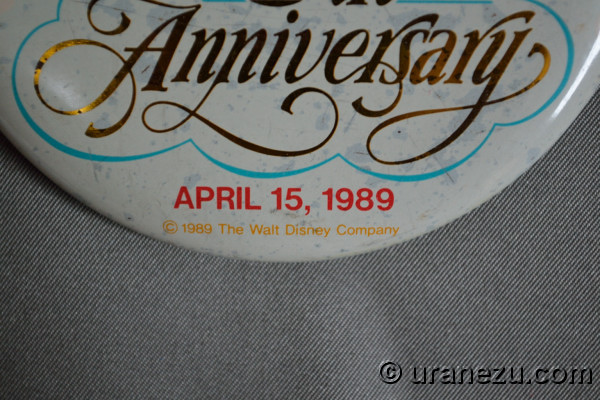 Anniversary
APRIL 15, 1989
© 1989 The Walt Disney Company
© uranezu.com